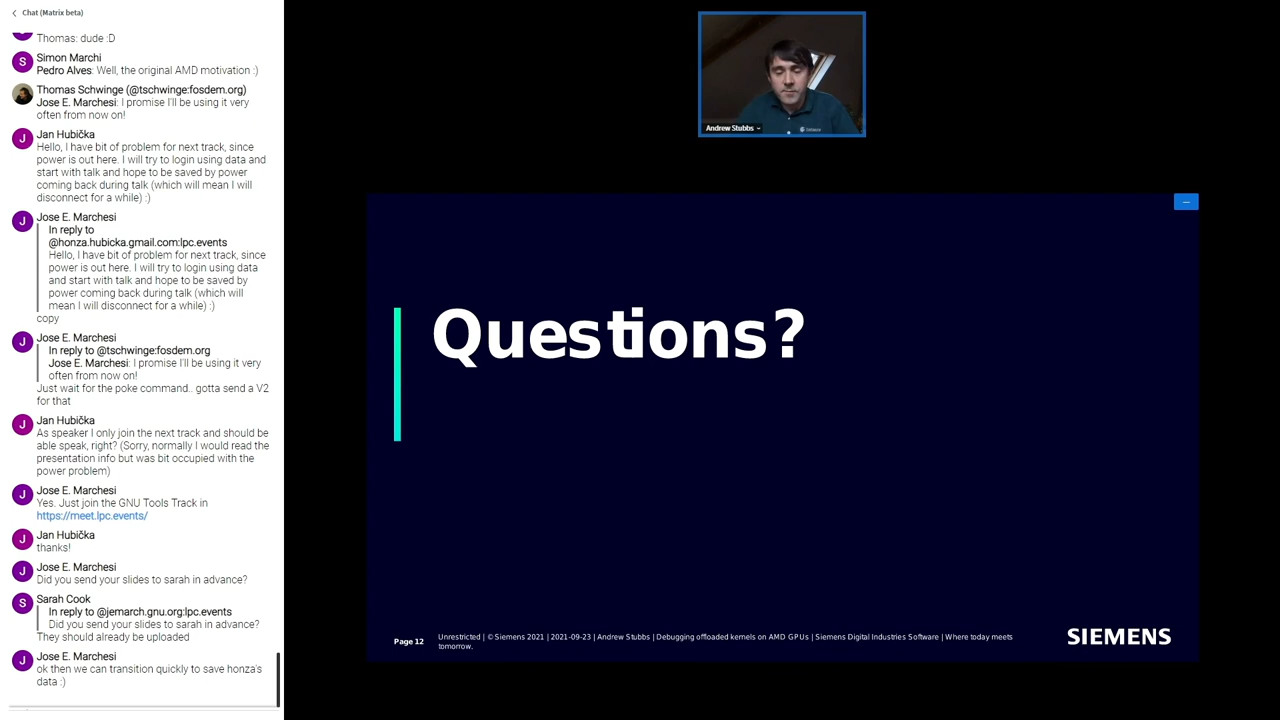 Chat (Matrix beta)
Thomas: dude :D
Simon Marchi
Pedro Alves: Well, the original AMD motivation :)
Thomas Schwinge (@tschwinge:fosdem.org)
Jose E. Marchesi: I promise I'll be using it very
often from now on!
Jan Hubička
Hello, I have bit of problem for next track, since
power is out here. I will try to login using data and
start with talk and hope to be saved by power
coming back during talk (which will mean I will
disconnect for a while) :)
Jose E. Marchesi
In reply to
@honza.hubicka.gmail.com:lpc.events
Hello, I have bit of problem for next track, since
power is out here. I will try to login using data
and start with talk and hope to be saved by
power coming back during talk (which will
mean I will disconnect for a while) :)
copy
Jose E. Marchesi
In reply to @tschwinge:fosdem.org
Jose E. Marchesi: I promise I'll be using it very
often from now on!
Just wait for the poke command.. gotta send a V2
for that
Jan Hubička
As speaker I only join the next track and should be
able speak, right? (Sorry, normally I would read the
presentation info but was bit occupied with the
power problem)
Jose E. Marchesi
Yes. Just join the GNU Tools Track in
https://meet.lpc.events/
Jan Hubička
thanks!
Jose E. Marchesi
Did you send your slides to sarah in advance?
Sarah Cook
In reply to @jemarch.gnu.org:lpc.events
Did you send your slides to sarah in advance?
They should already be uploaded
Jose E. Marchesi
ok then we can transition quickly to save honza's
data :)
Andrew Stubbs
Questions?
Page 12
Unrestricted | © Siemens 2021 | 2021-09-23 | Andrew Stubbs | Debugging offloaded kernels on AMD GPUs | Siemens Digital Industries Software | Where today meets
tomorrow.
SIEMENS